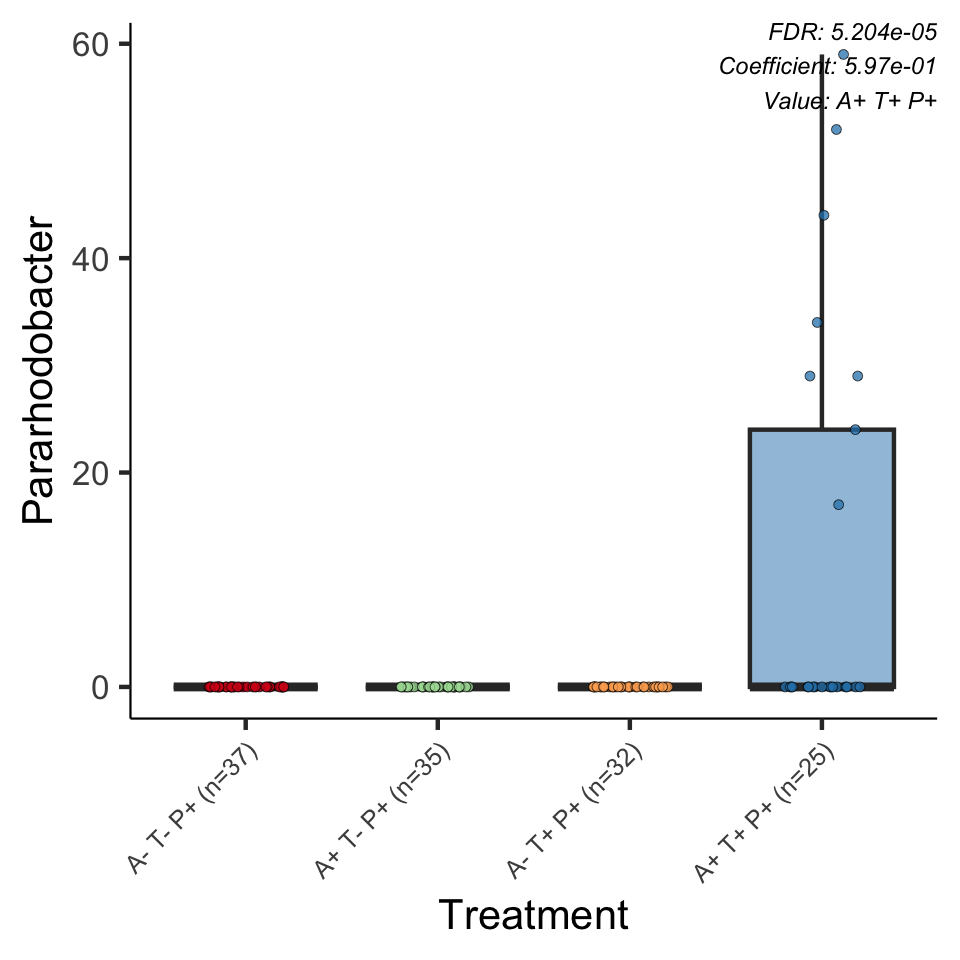 FDR: 5.204e-05
Coefficient: 5.97e-01
Value: A+ T+ P+
60
40
20
0
Pararhodobacter
A- T- P+ (n=37)
A+ T- P+ (n=35)
A- T+ P+ (n=32)
A+ T+ P+ (n=25)
Treatment